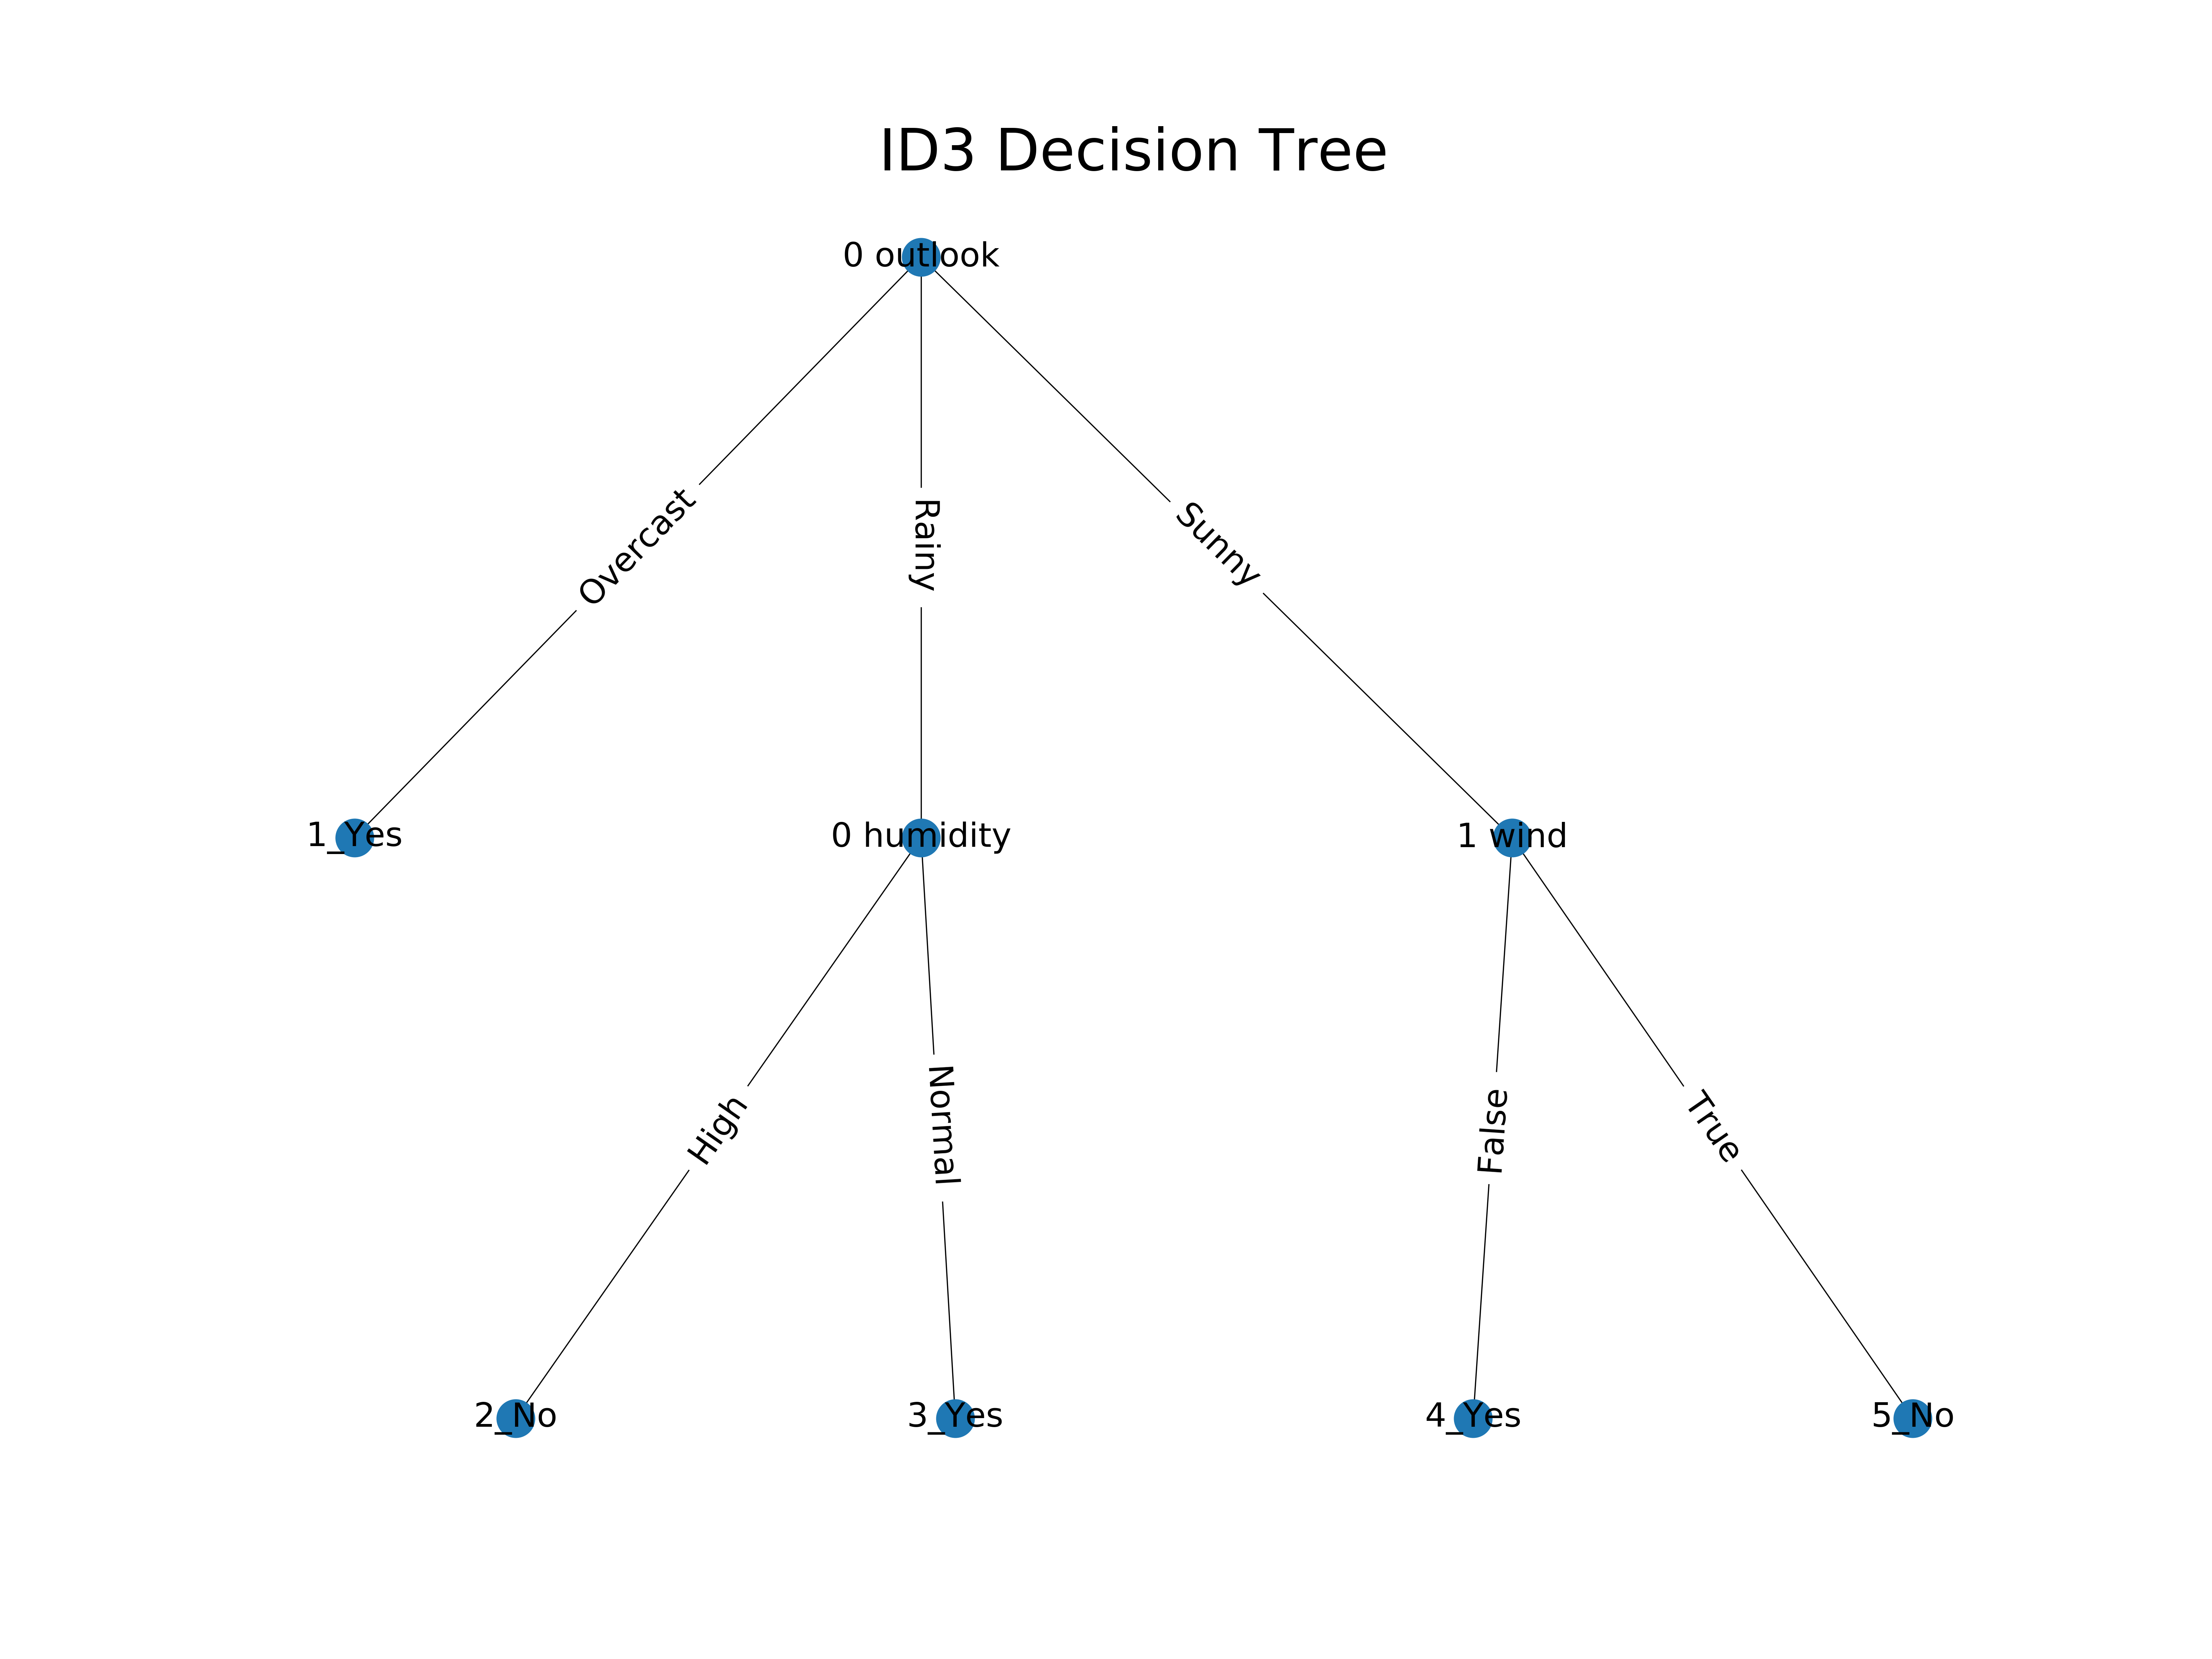 ID3 Decision Tree
0 outlook
Overcast
Rainy
Sunny
1_Yes
0 humidity
1 wind
High
Normal
False
True
2_No
3_Yes
4_Yes
5_No